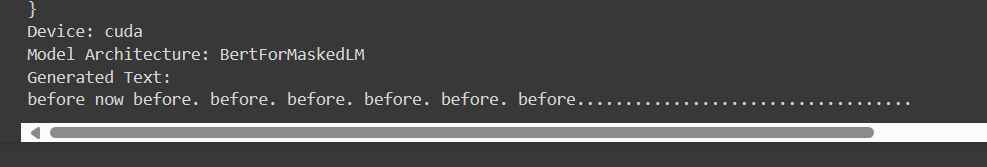 }
Device: cuda
Model Architecture: BertForMaskedLM
Generated Text:
before now before. before. before. before. before. before...................................